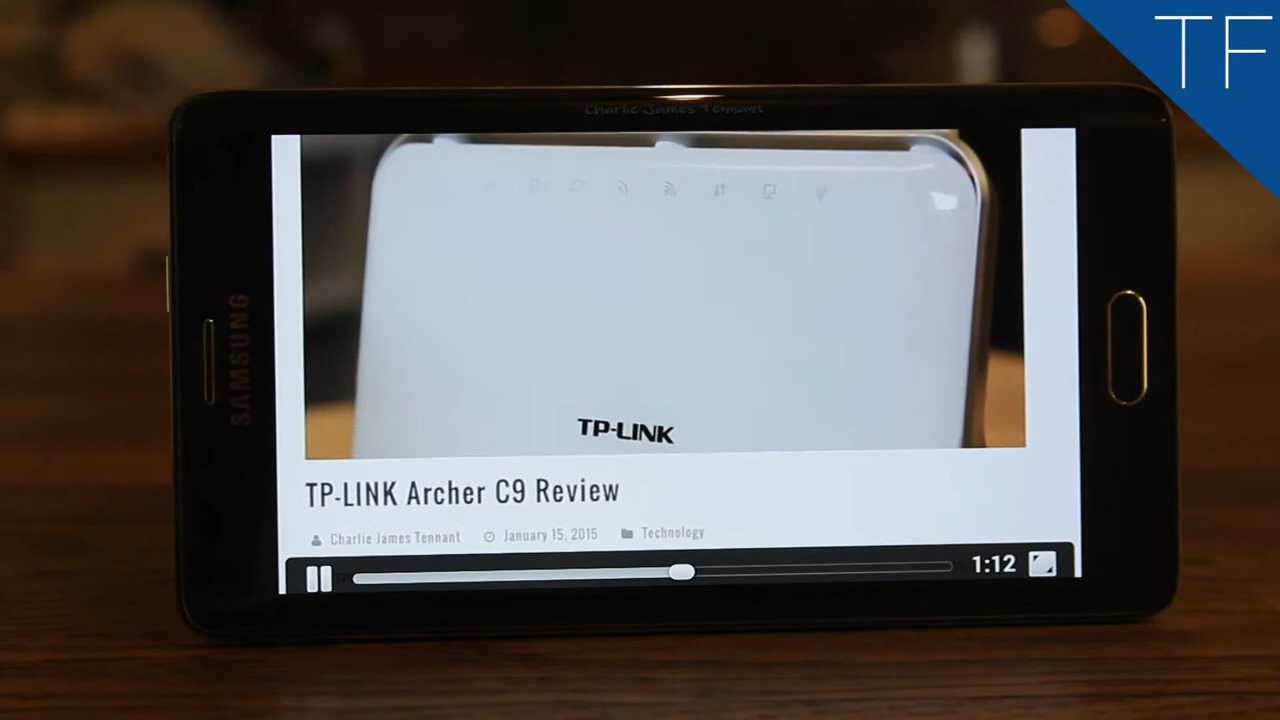 TF
Charlie James Tennant
SAMSUNG
TP-LINK
TP-LINK Archer C9 Review
Charlie James Tennant January 15, 2015 Technology
1:12